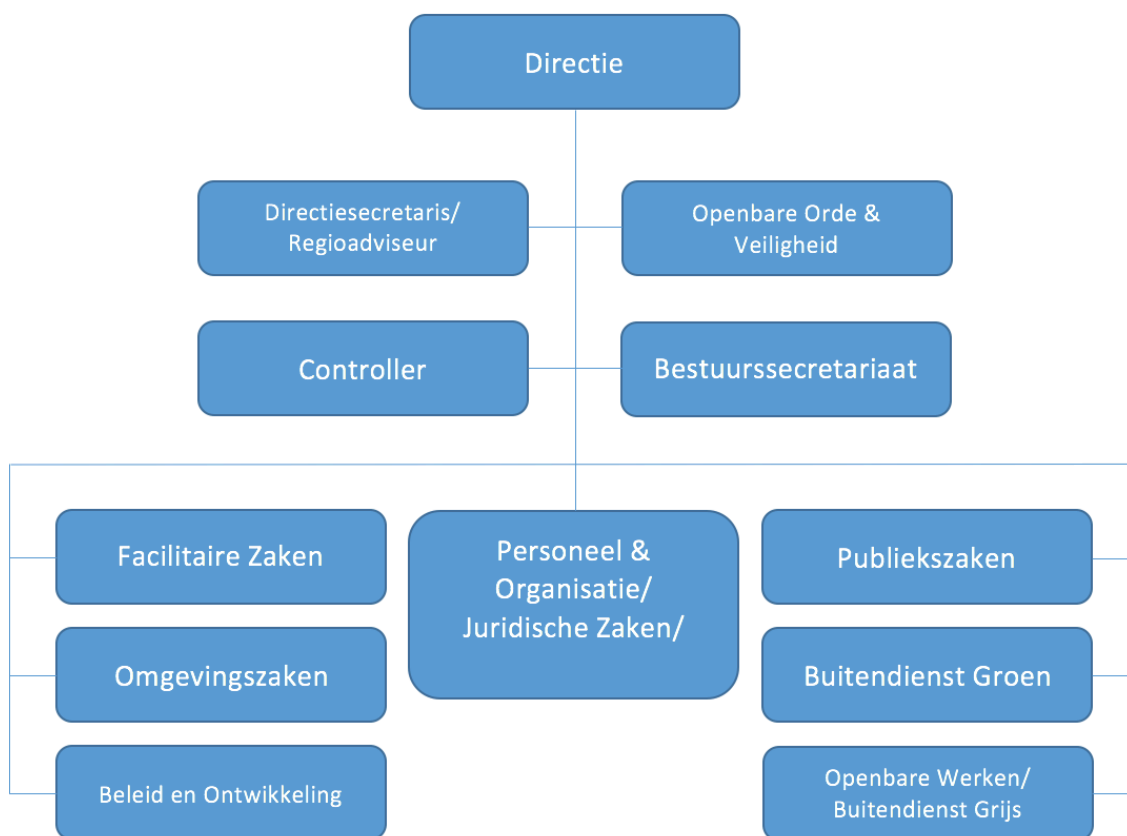 Directie
Directiesecretaris/
Regioadviseur
Openbare Orde &
Veiligheid
Controller
Bestuurssecretariaat
Facilitaire Zaken
Personeel &
Organisatie/
Juridische Zaken/
Publiekszaken
Omgevingszaken
Buitendienst Groen
Beleid en Ontwikkeling
Openbare Werken/
Buitendienst Grijs